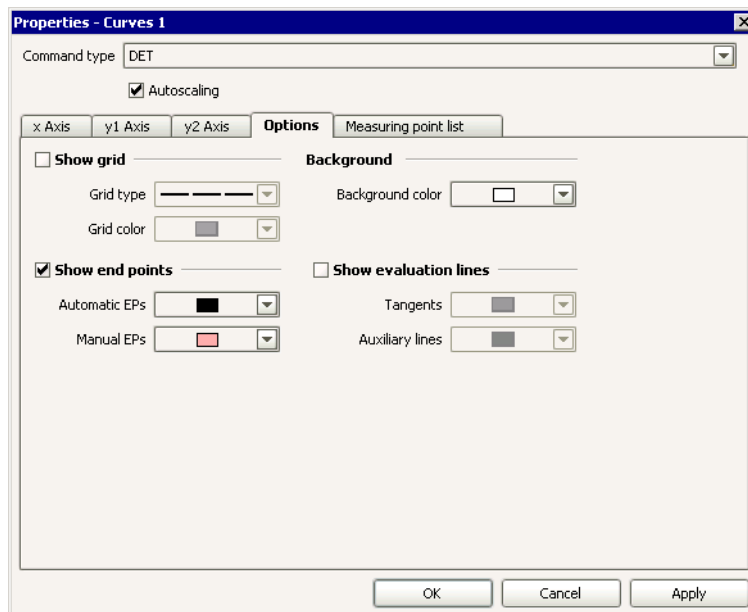 Properties - Curves 1
Command type DET
Autoscaling
x Axis y1 Axis y2 Axis Options Measuring point list
Show grid Background
Grid type Background color
Grid color
Show end points Show evaluation lines
Automatic EPs Tangents
Manual EPs Auxiliary lines
OK Cancel Apply